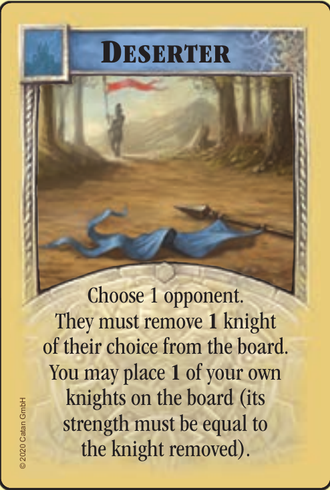 DESERTER
Choose 1 opponent.
They must remove 1 knight
of their choice from the board.
You may place 1 of your own
knights on the board (its
strength must be equal to
the knight removed).
© 2020 Catan GmbH